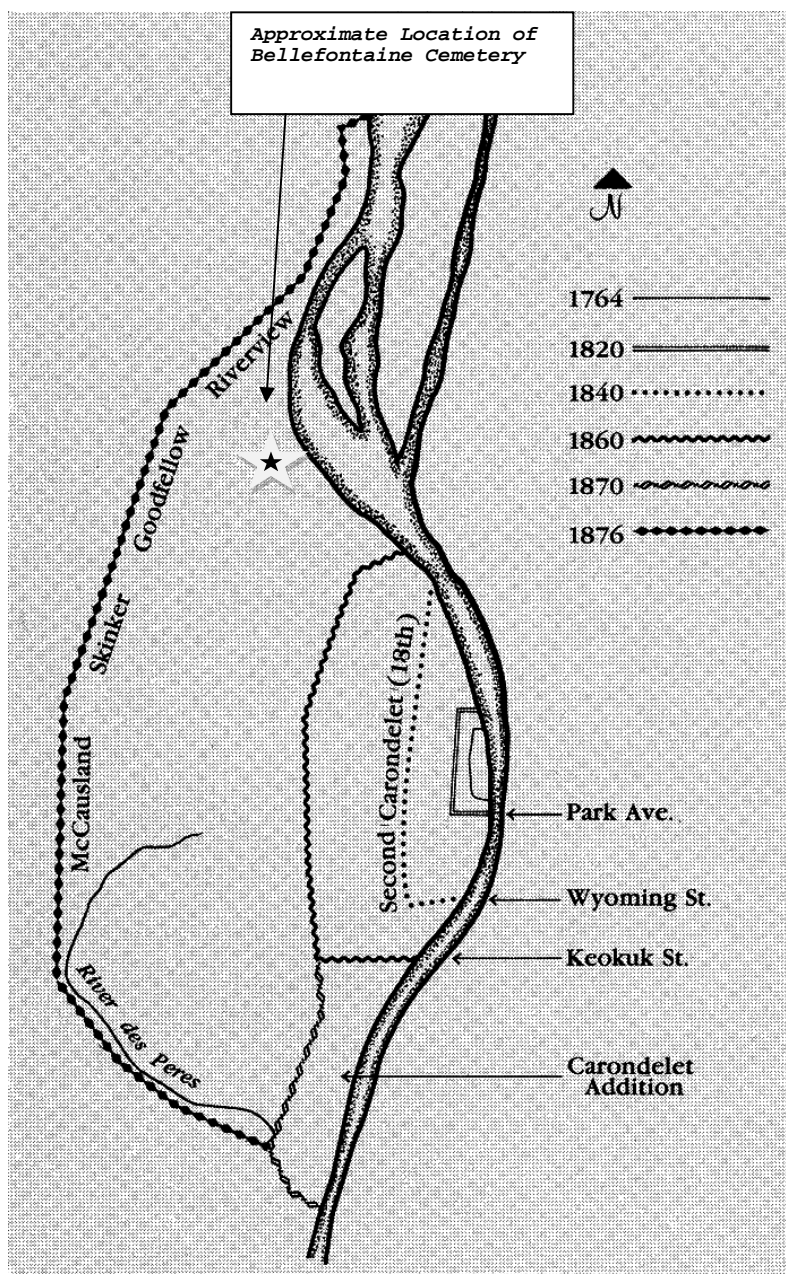 Approximate Location of
Bellefontaine Cemetery
N
1764
1820
1840
1860
1870
1876
Riverview
Goodfellow
Skinker
McCausland
Second Carondelet (18th)
Park Ave.
Wyoming St.
Keokuk St.
River des Peres
Carondelet
Addition